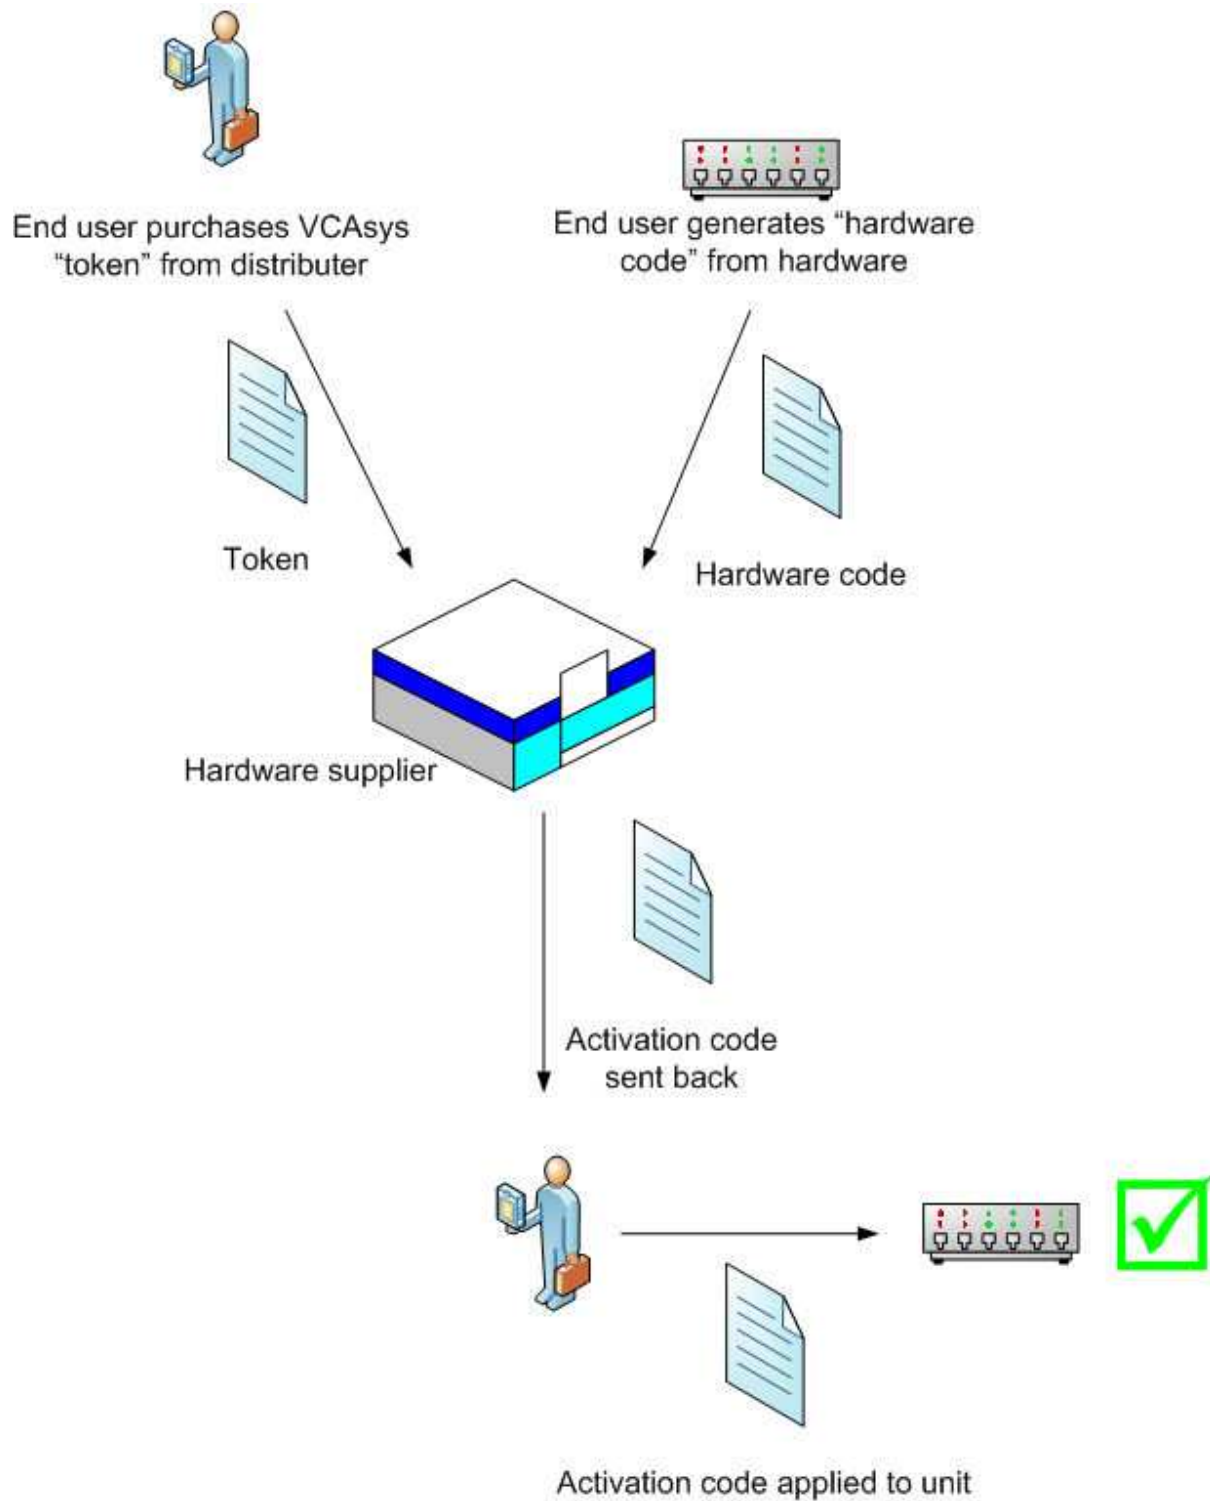 End user purchases VCAsys
“token” from distributer
End user generates “hardware
code” from hardware
Token
Hardware code
Hardware supplier
Activation code
sent back
Activation code applied to unit